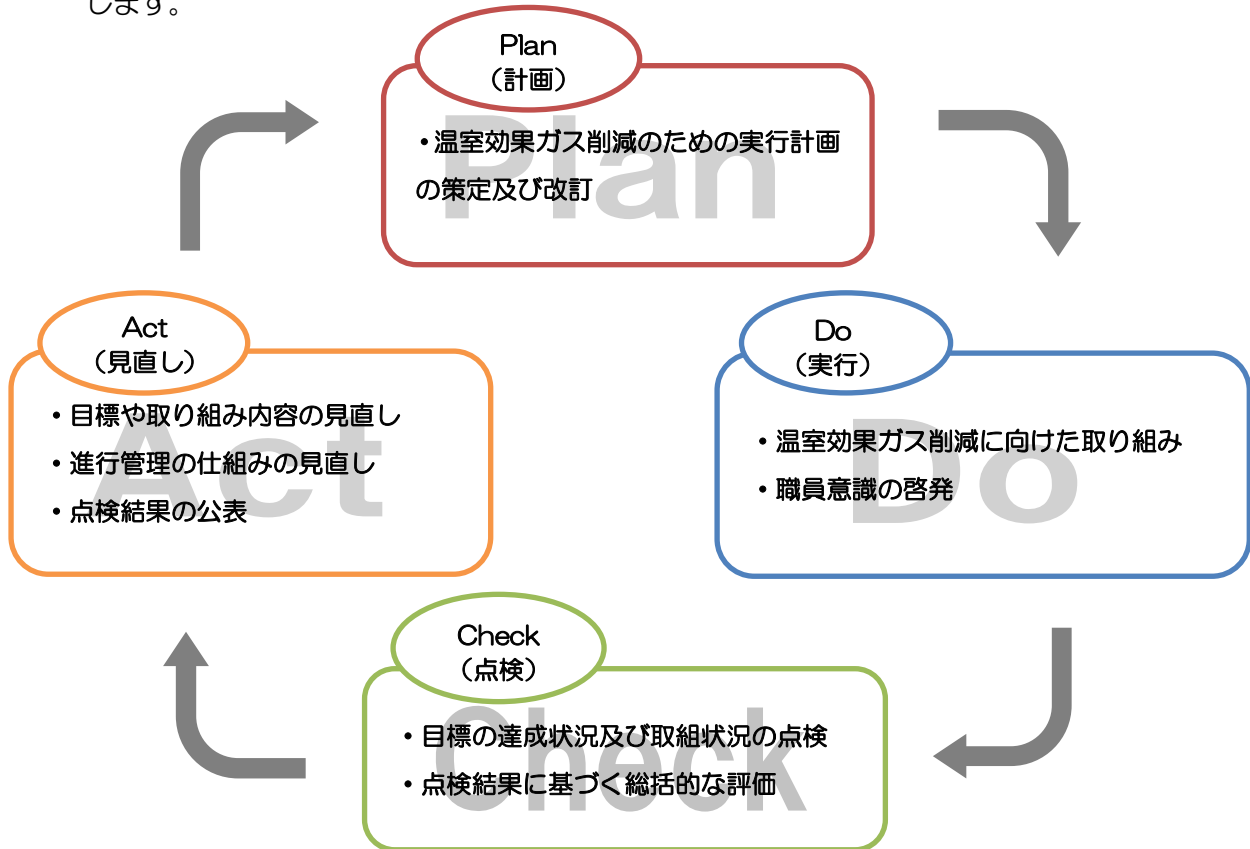 します。
Plan
（計画）
Plan
・温室効果ガス削減のための実行計画
の策定及び改訂
Act
（見直し）
Act
・目標や取り組み内容の見直し
・進行管理の仕組みの見直し
・点検結果の公表
Do
（実行）
Do
・温室効果ガス削減に向けた取り組み
・職員意識の啓発
Check
（点検）
Check
・目標の達成状況及び取組状況の点検
・点検結果に基づく総括的な評価